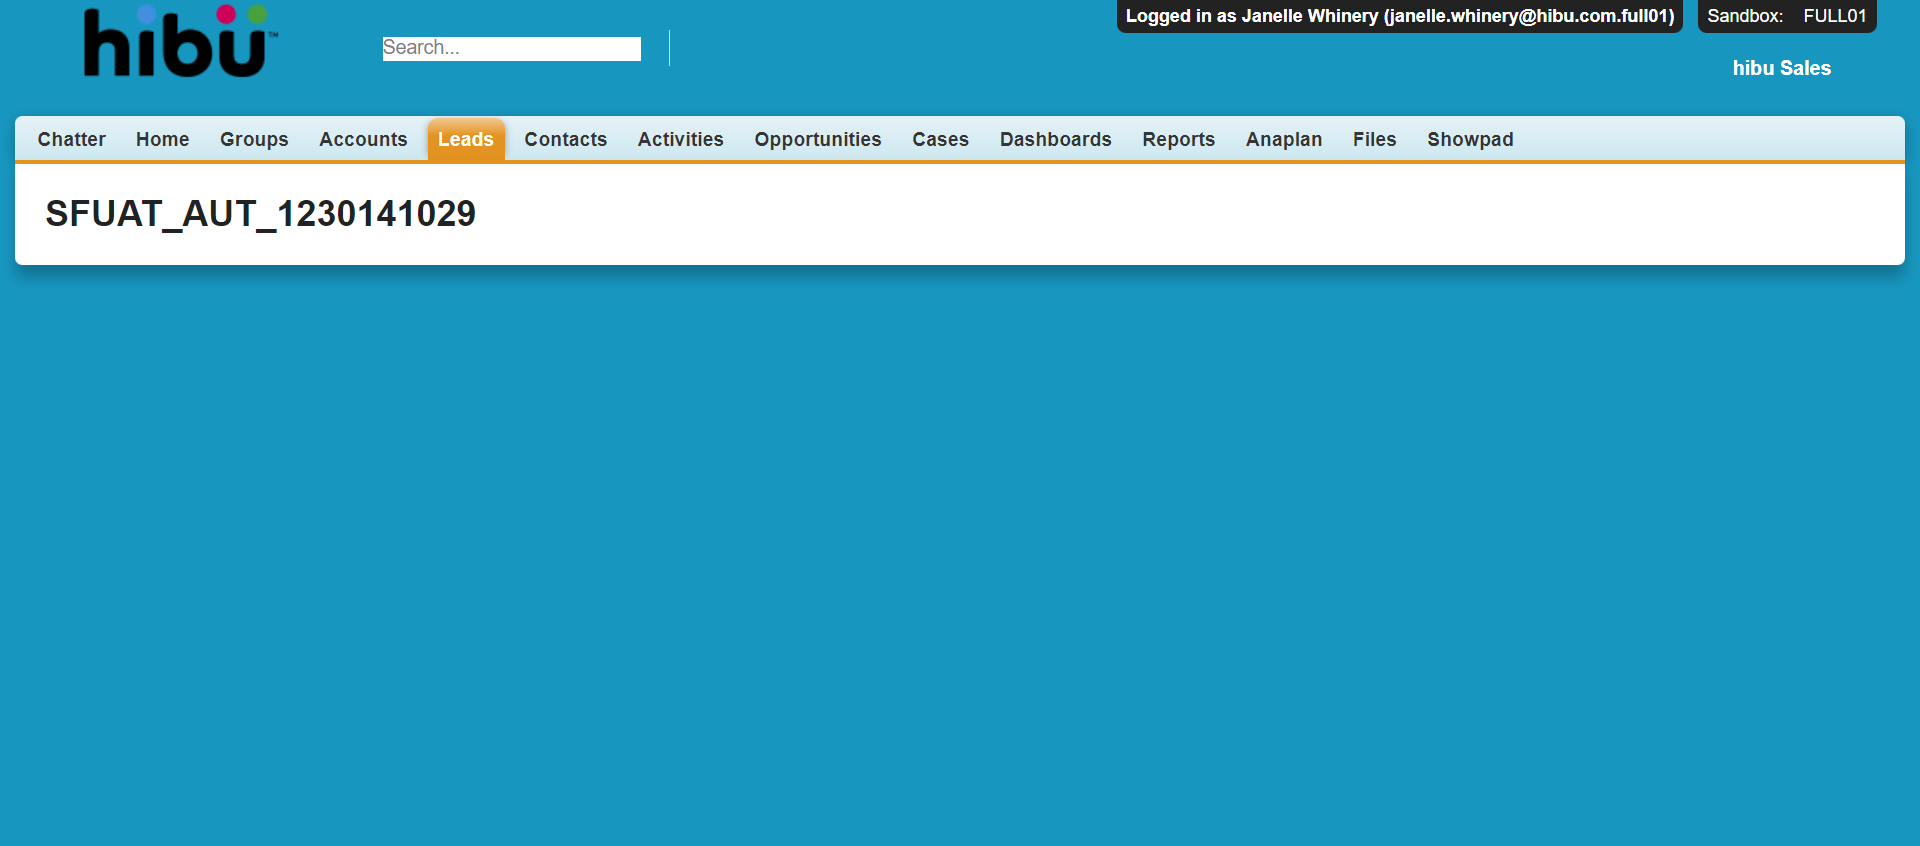 hibu™
Search...
Logged in as Janelle Whinery (janelle.whinery@hibu.com.full01)
Sandbox: FULL01
hibu Sales
Chatter Home Groups Accounts Leads Contacts Activities Opportunities Cases Dashboards Reports Anaplan Files Showpad
SFUAT_AUT_1230141029